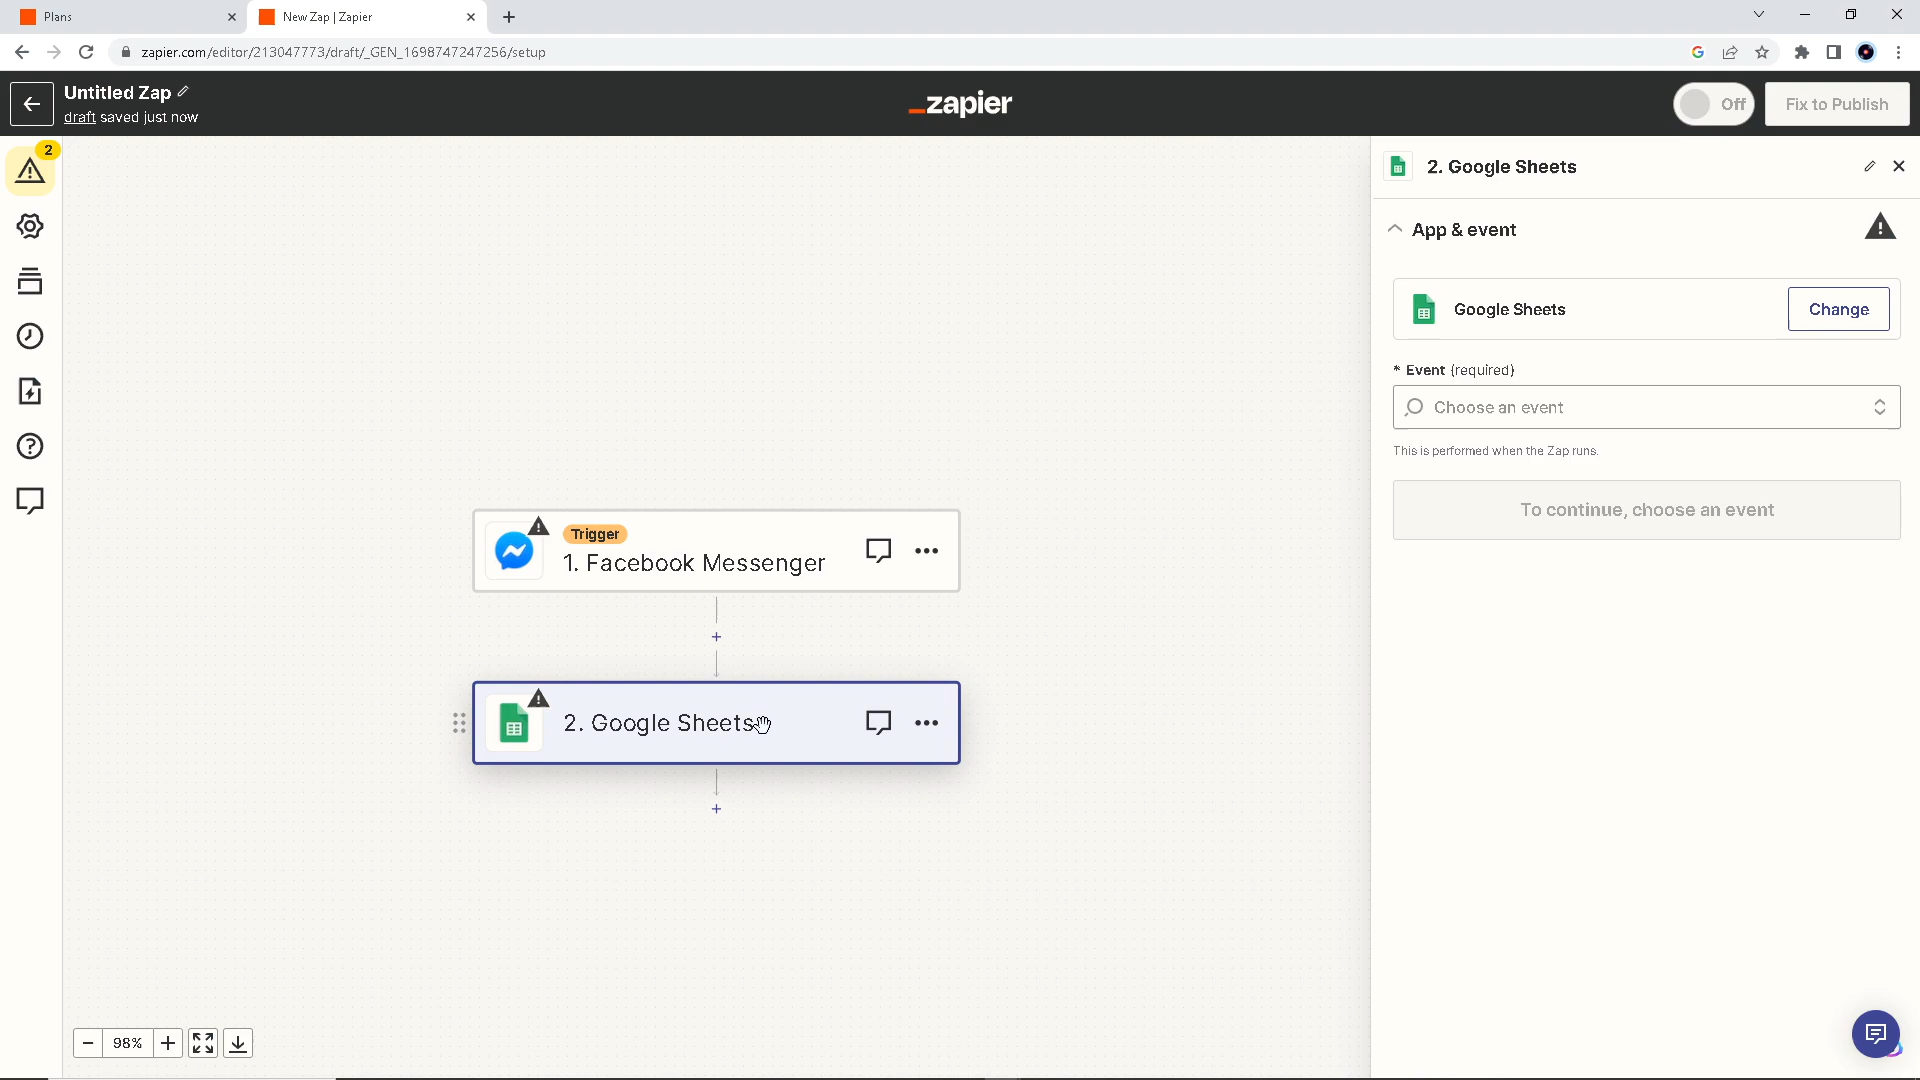 Plans
New Zap | Zapier
zapier.com/editor/213047773/draft/_GEN_1698747247256/setup
Untitled Zap
draft saved just now
_zapier
Off
Fix to Publish
2
2. Google Sheets
App & event
Google Sheets
Change
* Event (required)
Choose an event
This is performed when the Zap runs.
To continue, choose an event
Trigger
1. Facebook Messenger
+
2. Google Sheets
+
98%